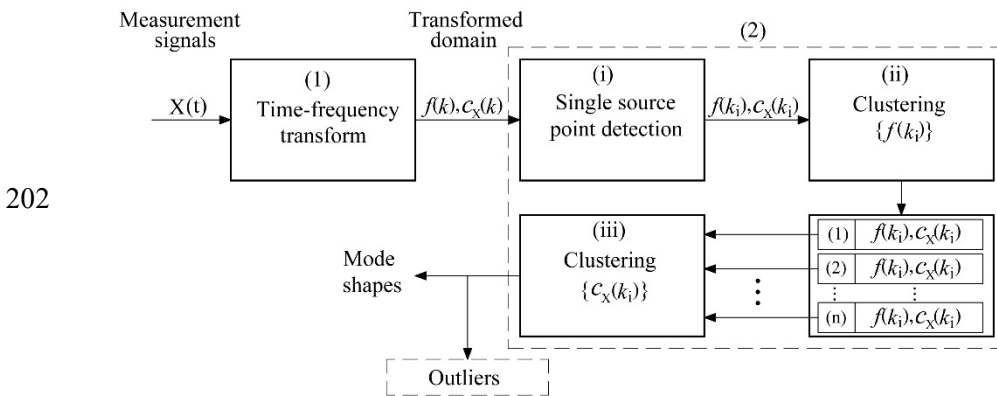 Measurement
signals
Transformed
domain
(2)
X(t)
(1)
Time-frequency
transform
f(k),cX(k)
(i)
Single source
point detection
f(ki),cX(ki)
(ii)
Clustering
{f(ki)}
202
(1) f(ki),cX(ki)
(2) f(ki),cX(ki)
⋮ ⋮
(n) f(ki),cX(ki)
(iii)
Clustering
{cX(ki)}
Mode
shapes
Outliers